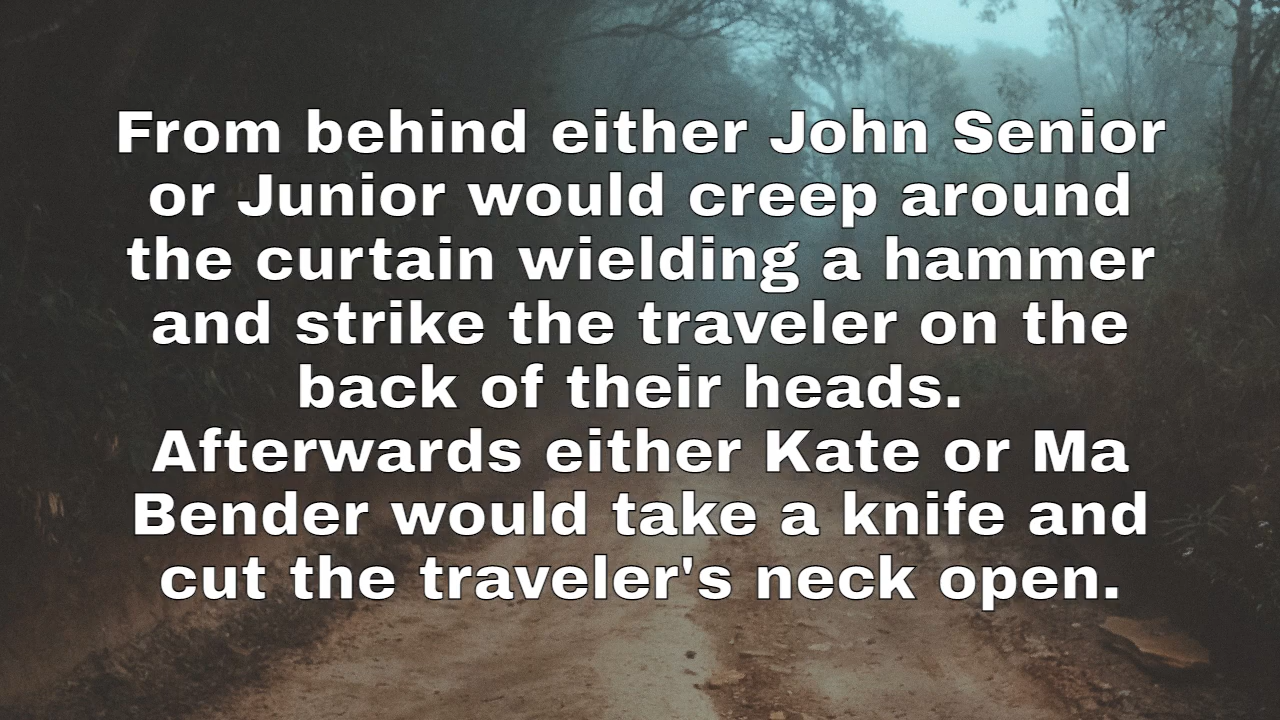 From behind either John Senior
or Junior would creep around
the curtain wielding a hammer
and strike the traveler on the
back of their heads.
Afterwards either Kate or Ma
Bender would take a knife and
cut the traveler's neck open.